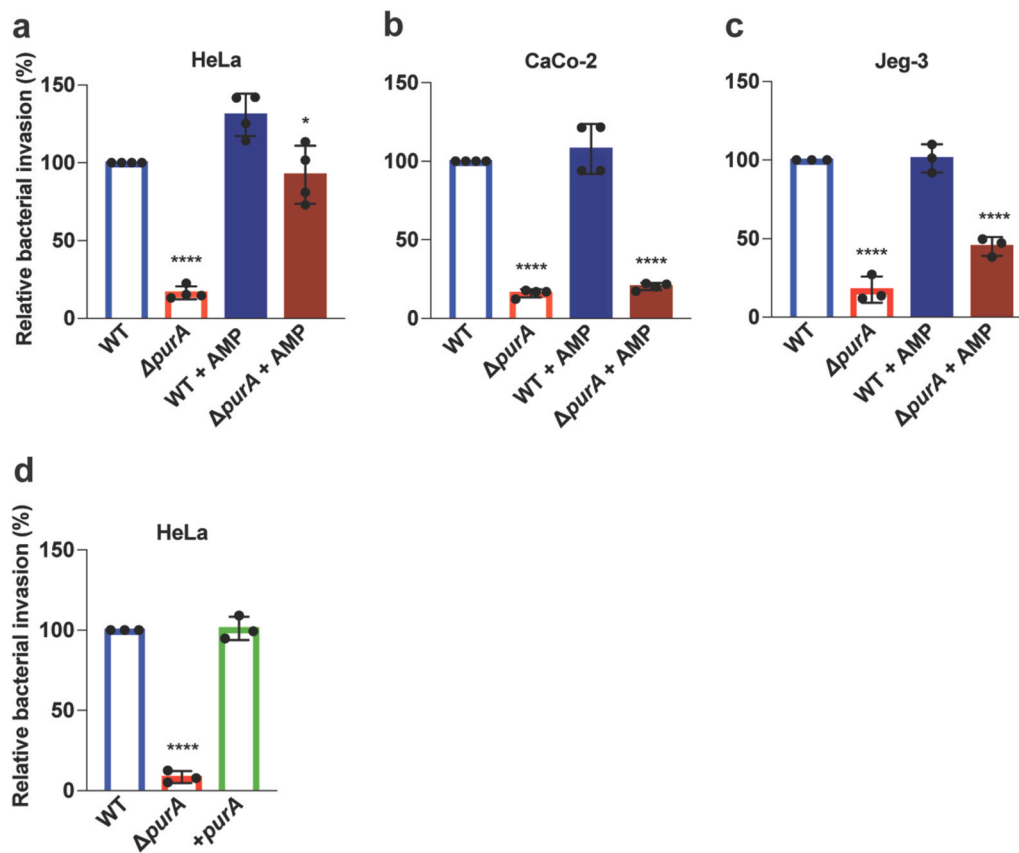 a
HeLa
Relative bacterial invasion (%)
150
100
50
0
****
*
WT
ΔpurA
WT + AMP
ΔpurA + AMP
b
CaCo-2
150
100
50
0
****
****
WT
ΔpurA
WT + AMP
ΔpurA + AMP
c
Jeg-3
150
100
50
0
****
****
WT
ΔpurA
WT + AMP
ΔpurA + AMP
d
HeLa
Relative bacterial invasion (%)
150
100
50
0
****
WT
ΔpurA
+purA